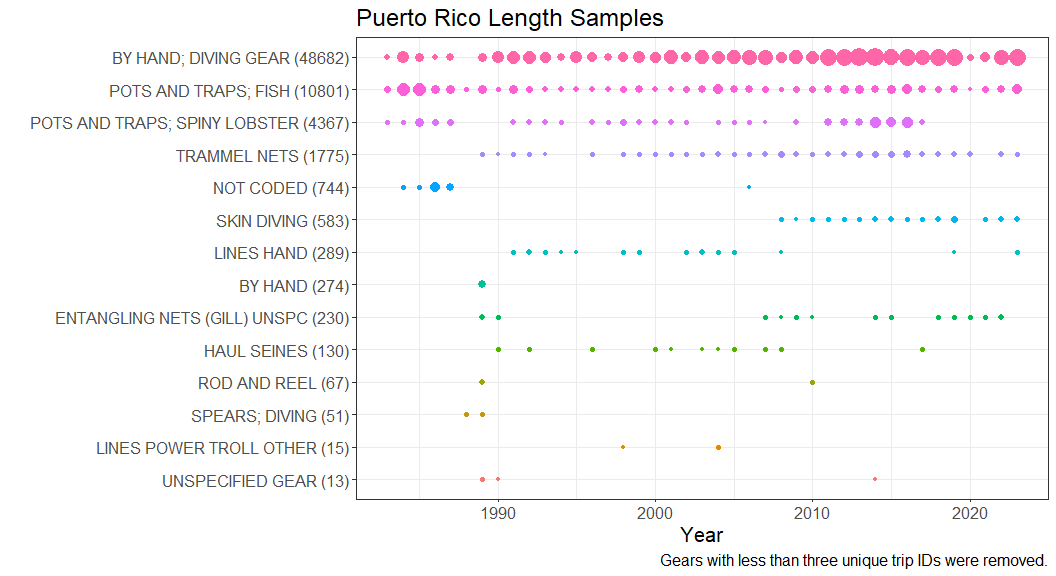 Puerto Rico Length Samples
BY HAND; DIVING GEAR (48682)
POTS AND TRAPS; FISH (10801)
POTS AND TRAPS; SPINY LOBSTER (4367)
TRAMMEL NETS (1775)
NOT CODED (744)
SKIN DIVING (583)
LINES HAND (289)
BY HAND (274)
ENTANGLING NETS (GILL) UNSPC (230)
HAUL SEINES (130)
ROD AND REEL (67)
SPEARS; DIVING (51)
LINES POWER TROLL OTHER (15)
UNSPECIFIED GEAR (13)
1990 2000 2010 2020
Year
Gears with less than three unique trip IDs were removed.